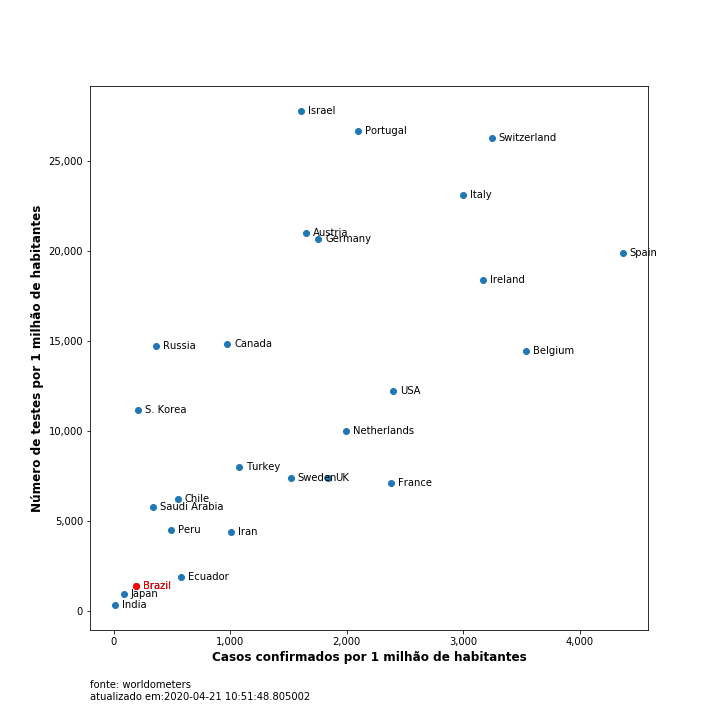 Israel
Portugal
Switzerland
25,000
Italy
Austria
Germany
20,000
Spain
Ireland
15,000
Russia
Canada
Belgium
USA
S. Korea
10,000
Netherlands
Turkey
Sweden
UK
France
Chile
Saudi Arabia
5,000
Peru
Iran
Ecuador
Brazil
Japan
India
0
Número de testes por 1 milhão de habitantes
0 1,000 2,000 3,000 4,000
Casos confirmados por 1 milhão de habitantes
fonte: worldometers
atualizado em:2020-04-21 10:51:48.805002